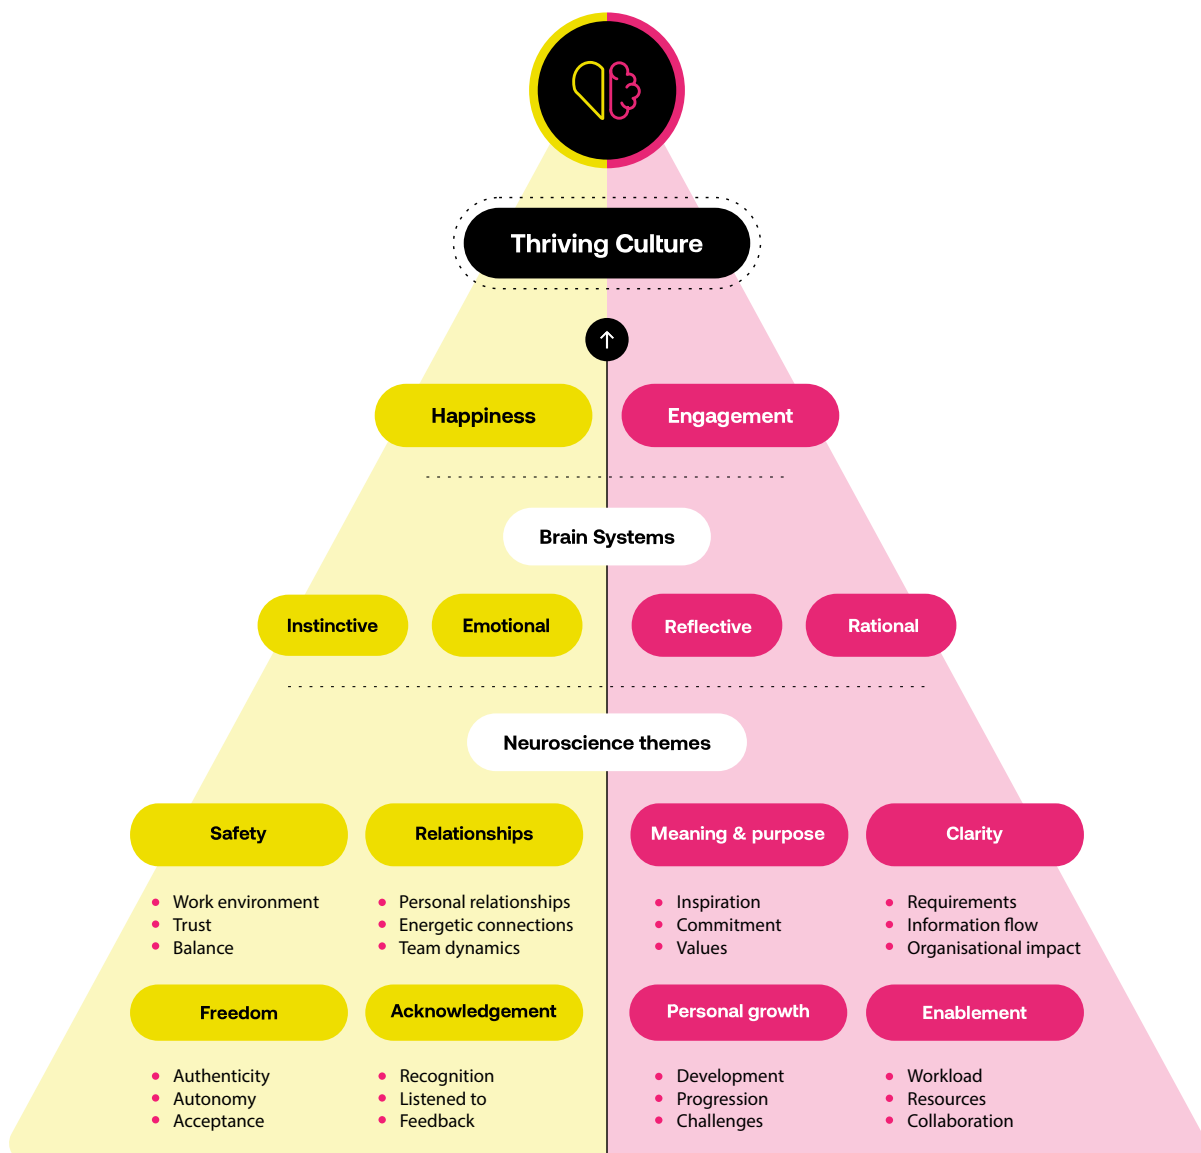 Thriving Culture
Happiness
Engagement
Brain Systems
Instinctive
Emotional
Reflective
Rational
Neuroscience themes
Safety
Work environment
Trust
Balance
Relationships
Personal relationships
Energetic connections
Team dynamics
Meaning & purpose
Inspiration
Commitment
Values
Clarity
Requirements
Information flow
Organisational impact
Freedom
Authenticity
Autonomy
Acceptance
Acknowledgement
Recognition
Listened to
Feedback
Personal growth
Development
Progression
Challenges
Enablement
Workload
Resources
Collaboration